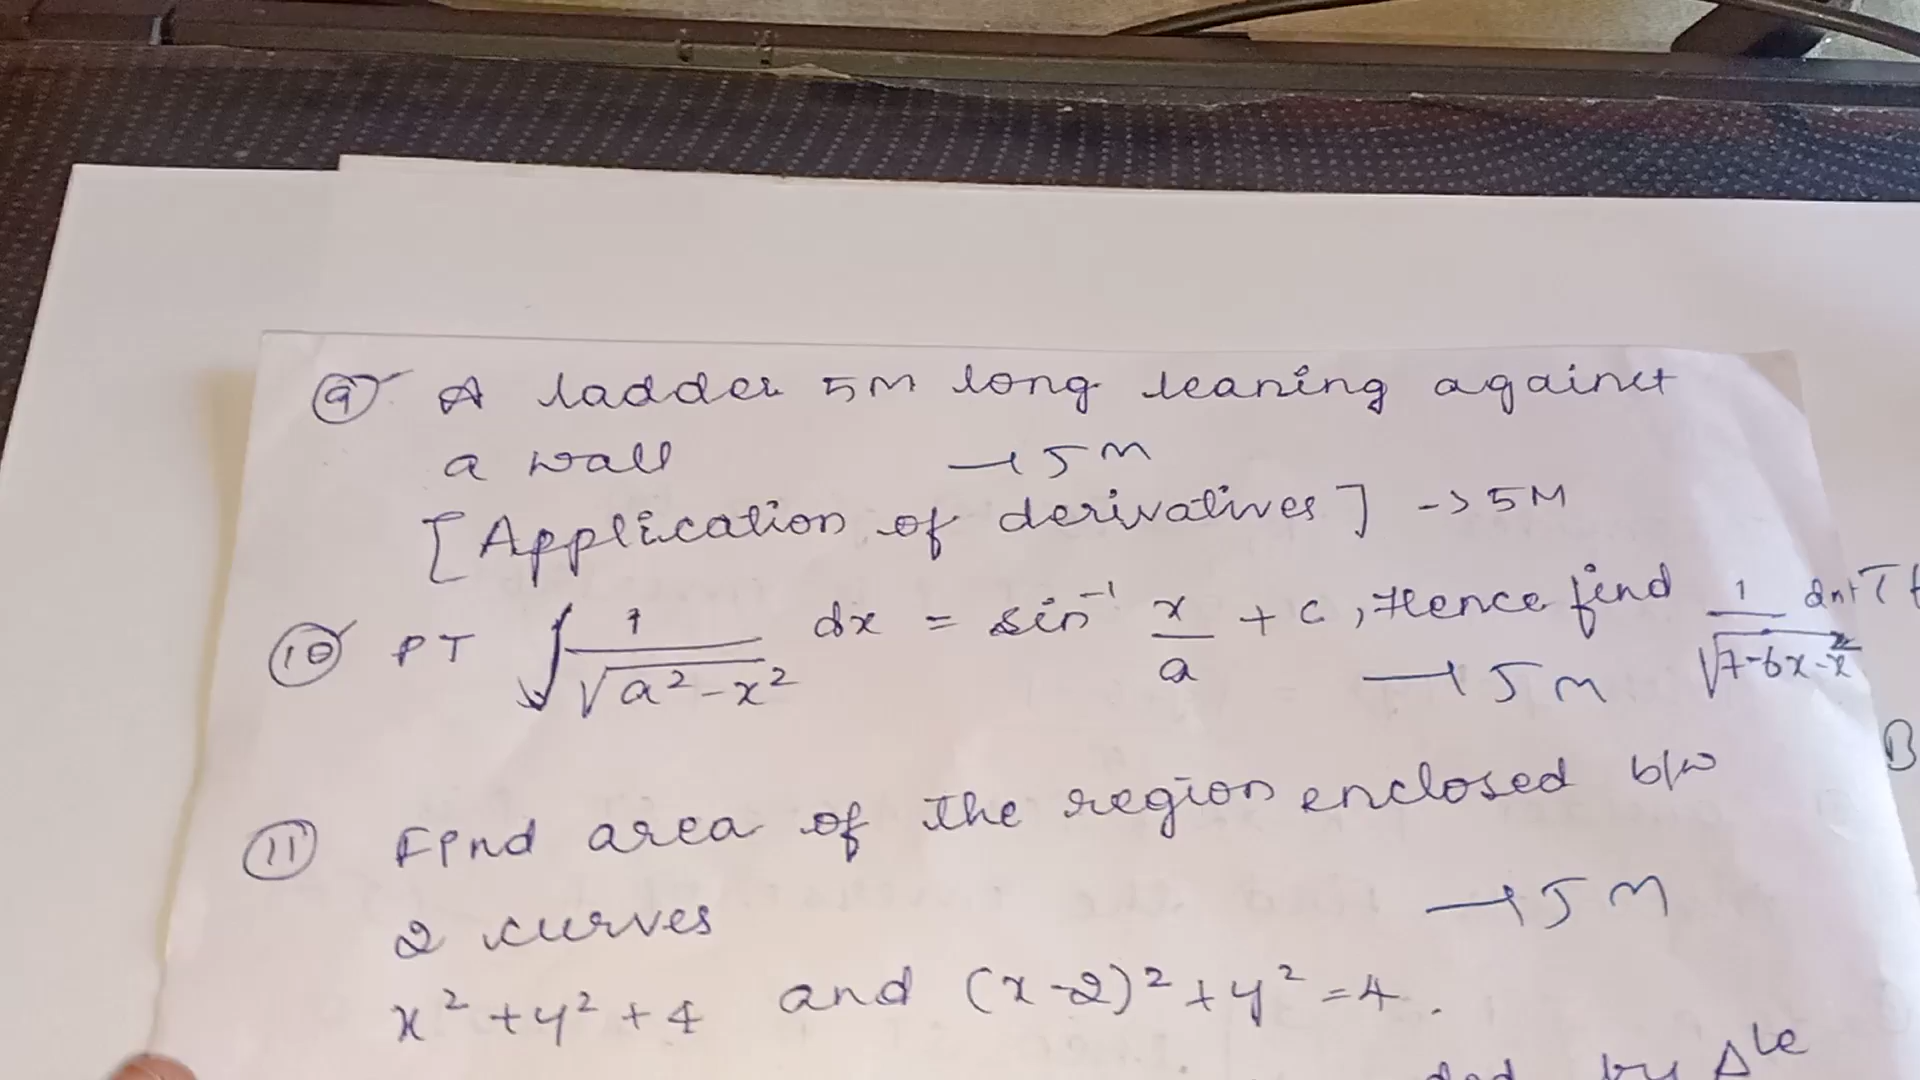 9 A ladder 5M long leaning against
a wall → 5M
[Application of derivatives] -> 5M
10 PT ∫ 1/√(a²-x²) dx = sin⁻¹ x/a + c, Hence find 1/√(7-6x-x²)
→ 5M
11 Find area of the region enclosed b/w
2 curves → 5M
x² + y² + 4 and (x-2)² + y² = 4.
by Δle